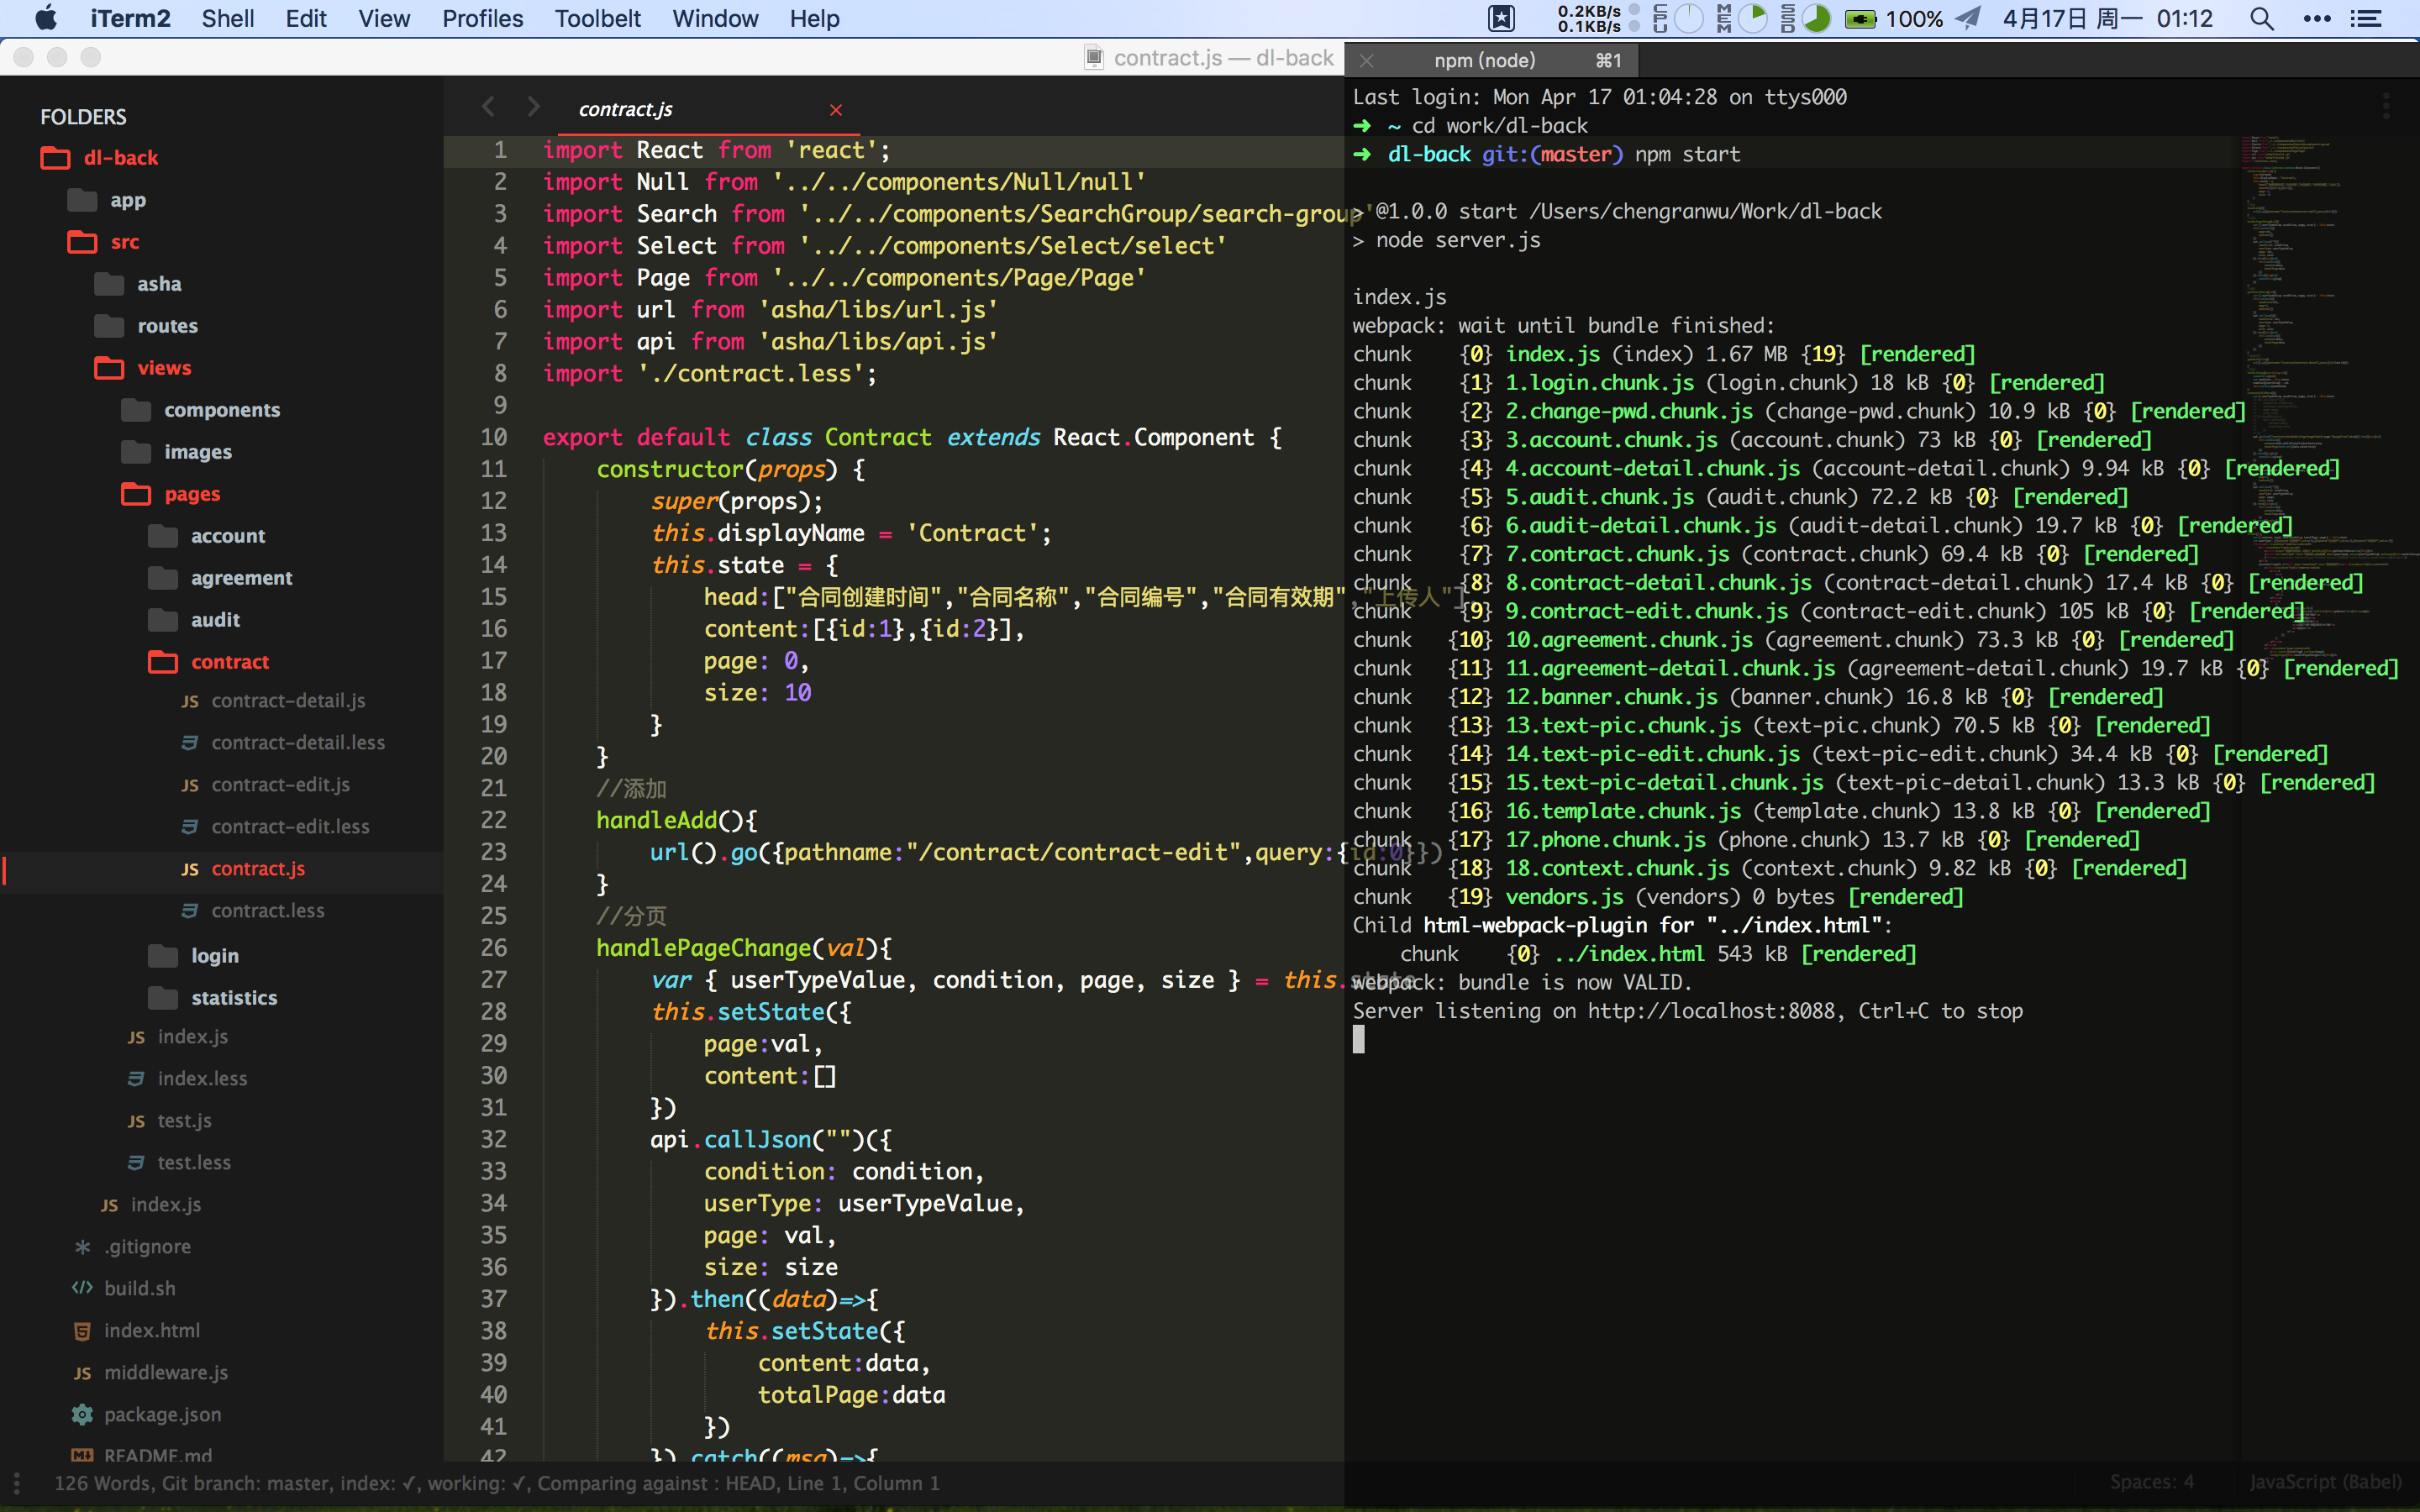 iTerm2 Shell Edit View Profiles Toolbelt Window Help
0.2KB/s
0.1KB/s
CPU MEM SSD 100% 4月17日 周一 01:12
contract.js — dl-back
FOLDERS
dl-back
app
src
asha
routes
views
components
images
pages
account
agreement
audit
contract
JS contract-detail.js
contract-detail.less
JS contract-edit.js
contract-edit.less
JS contract.js
contract.less
login
statistics
JS index.js
index.less
JS test.js
test.less
JS index.js
.gitignore
build.sh
index.html
JS middleware.js
package.json
README.md
contract.js ×
1 import React from 'react';
2 import Null from '../../components/Null/null'
3 import Search from '../../components/SearchGroup/search-group'
4 import Select from '../../components/Select/select'
5 import Page from '../../components/Page/Page'
6 import url from 'asha/libs/url.js'
7 import api from 'asha/libs/api.js'
8 import './contract.less';
9
10 export default class Contract extends React.Component {
11 constructor(props) {
12 super(props);
13 this.displayName = 'Contract';
14 this.state = {
15 head:["合同创建时间","合同名称","合同编号","合同有效期","上传人"]
16 content:[{id:1},{id:2}],
17 page: 0,
18 size: 10
19 }
20 }
21 //添加
22 handleAdd(){
23 url().go({pathname:"/contract/contract-edit",query:{id:0}})
24 }
25 //分页
26 handlePageChange(val){
27 var { userTypeValue, condition, page, size } = this.state
28 this.setState({
29 page:val,
30 content:[]
31 })
32 api.callJson("")({
33 condition: condition,
34 userType: userTypeValue,
35 page: val,
36 size: size
37 }).then((data)=>{
38 this.setState({
39 content:data,
40 totalPage:data
41 })
42 }).catch((msg)=>{
126 Words, Git branch: master, index: ✓, working: ✓, Comparing against : HEAD, Line 1, Column 1
Spaces: 4 JavaScript (Babel)
npm (node) ⌘1
Last login: Mon Apr 17 01:04:28 on ttys000
➜ ~ cd work/dl-back
➜ dl-back git:(master) npm start
> @1.0.0 start /Users/chengranwu/Work/dl-back
> node server.js
index.js
webpack: wait until bundle finished:
chunk {0} index.js (index) 1.67 MB {19} [rendered]
chunk {1} 1.login.chunk.js (login.chunk) 18 kB {0} [rendered]
chunk {2} 2.change-pwd.chunk.js (change-pwd.chunk) 10.9 kB {0} [rendered]
chunk {3} 3.account.chunk.js (account.chunk) 73 kB {0} [rendered]
chunk {4} 4.account-detail.chunk.js (account-detail.chunk) 9.94 kB {0} [rendered]
chunk {5} 5.audit.chunk.js (audit.chunk) 72.2 kB {0} [rendered]
chunk {6} 6.audit-detail.chunk.js (audit-detail.chunk) 19.7 kB {0} [rendered]
chunk {7} 7.contract.chunk.js (contract.chunk) 69.4 kB {0} [rendered]
chunk {8} 8.contract-detail.chunk.js (contract-detail.chunk) 17.4 kB {0} [rendered]
chunk {9} 9.contract-edit.chunk.js (contract-edit.chunk) 105 kB {0} [rendered]
chunk {10} 10.agreement.chunk.js (agreement.chunk) 73.3 kB {0} [rendered]
chunk {11} 11.agreement-detail.chunk.js (agreement-detail.chunk) 19.7 kB {0} [rendered]
chunk {12} 12.banner.chunk.js (banner.chunk) 16.8 kB {0} [rendered]
chunk {13} 13.text-pic.chunk.js (text-pic.chunk) 70.5 kB {0} [rendered]
chunk {14} 14.text-pic-edit.chunk.js (text-pic-edit.chunk) 34.4 kB {0} [rendered]
chunk {15} 15.text-pic-detail.chunk.js (text-pic-detail.chunk) 13.3 kB {0} [rendered]
chunk {16} 16.template.chunk.js (template.chunk) 13.8 kB {0} [rendered]
chunk {17} 17.phone.chunk.js (phone.chunk) 13.7 kB {0} [rendered]
chunk {18} 18.context.chunk.js (context.chunk) 9.82 kB {0} [rendered]
chunk {19} vendors.js (vendors) 0 bytes [rendered]
Child html-webpack-plugin for "../index.html":
chunk {0} ../index.html 543 kB [rendered]
webpack: bundle is now VALID.
Server listening on http://localhost:8088, Ctrl+C to stop